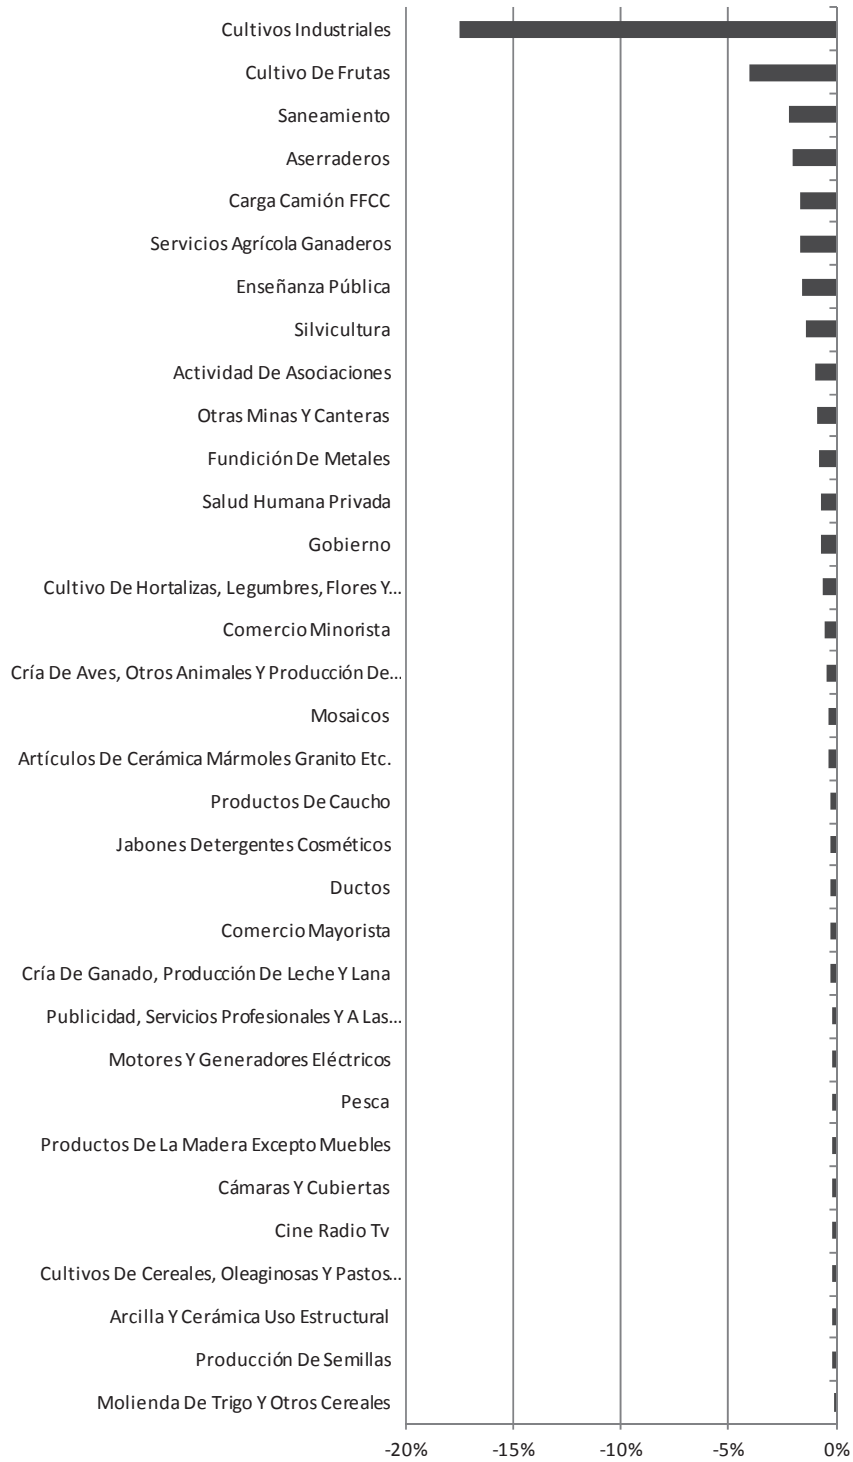 Cultivos Industriales
Cultivo De Frutas
Saneamiento
Aserraderos
Carga Camión FFCC
Servicios Agrícola Ganaderos
Enseñanza Pública
Silvicultura
Actividad De Asociaciones
Otras Minas Y Canteras
Fundición De Metales
Salud Humana Privada
Gobierno
Cultivo De Hortalizas, Legumbres, Flores Y...
Comercio Minorista
Cría De Aves, Otros Animales Y Producción De...
Mosaicos
Artículos De Cerámica Mármoles Granito Etc.
Productos De Caucho
Jabones Detergentes Cosméticos
Ductos
Comercio Mayorista
Cría De Ganado, Producción De Leche Y Lana
Publicidad, Servicios Profesionales Y A Las...
Motores Y Generadores Eléctricos
Pesca
Productos De La Madera Excepto Muebles
Cámaras Y Cubiertas
Cine Radio Tv
Cultivos De Cereales, Oleaginosas Y Pastos...
Arcilla Y Cerámica Uso Estructural
Producción De Semillas
Molienda De Trigo Y Otros Cereales
-20% -15% -10% -5% 0%